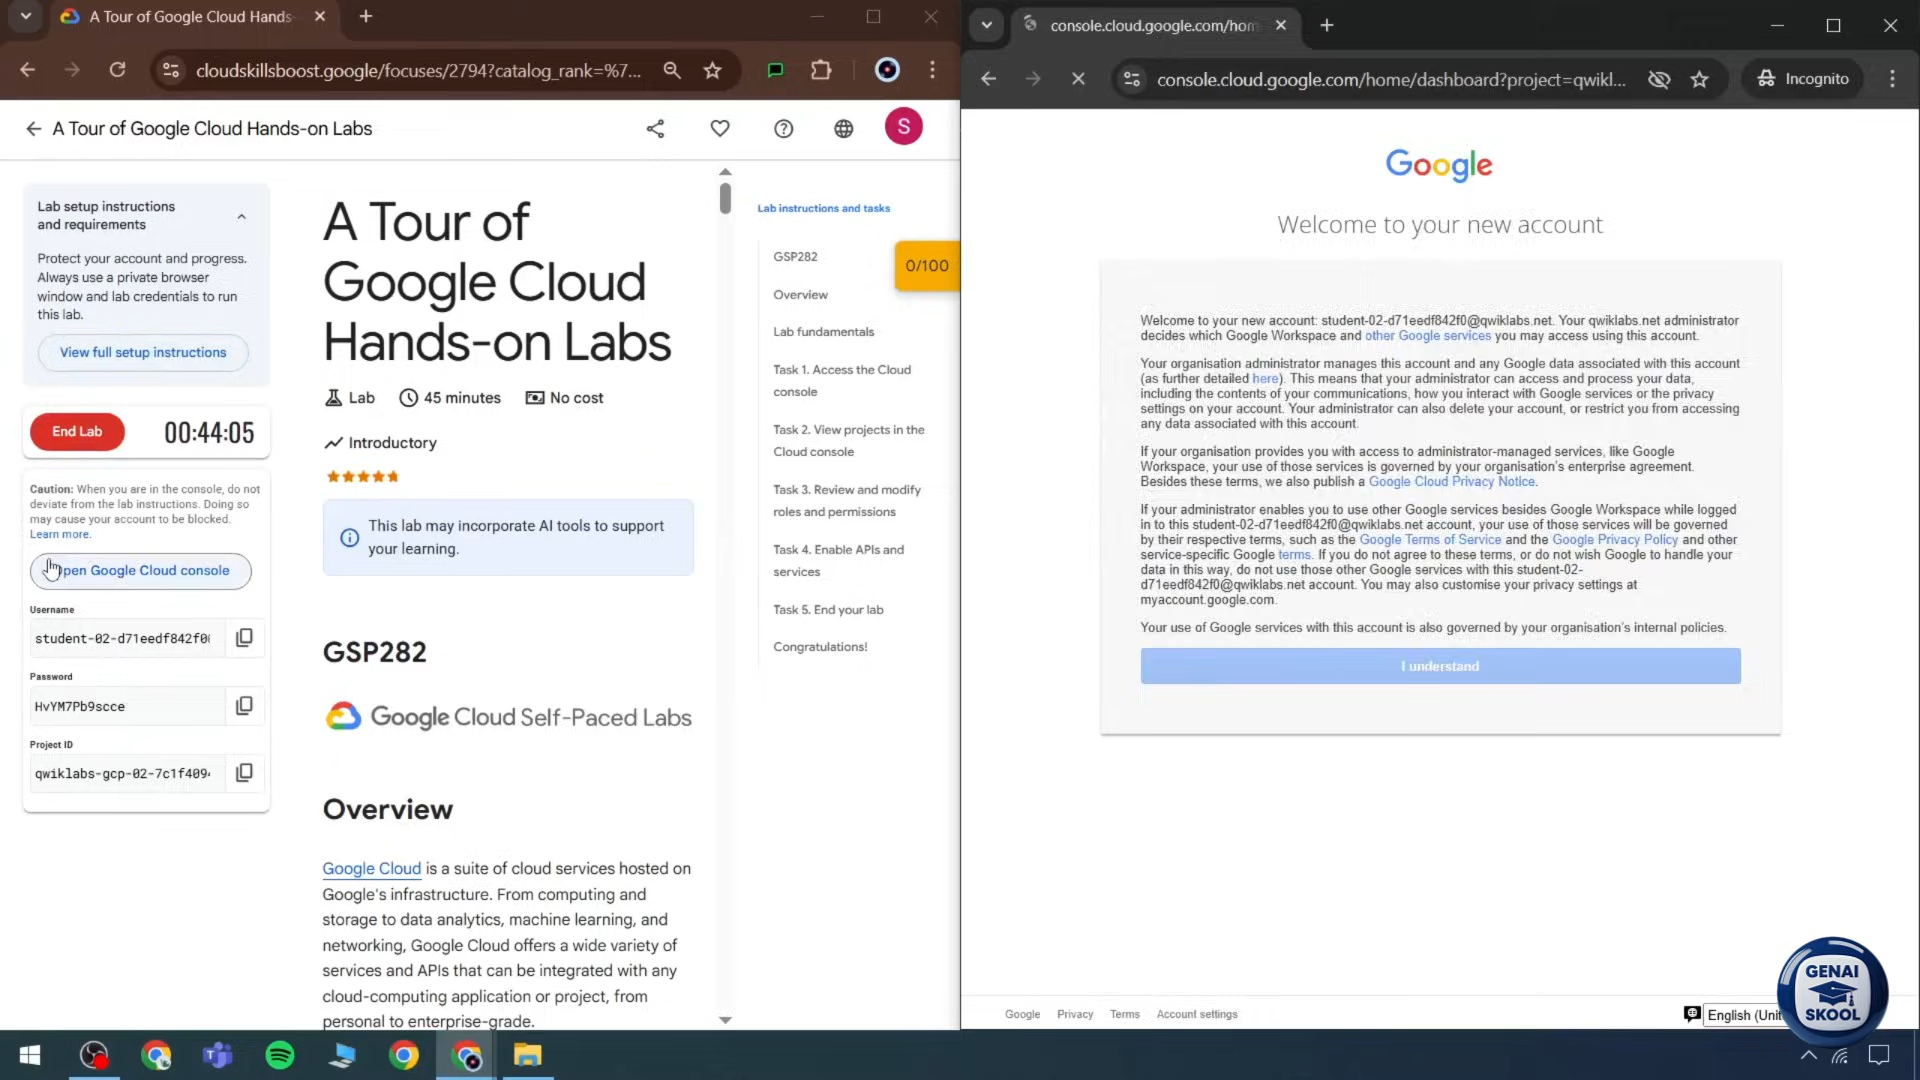 A Tour of Google Cloud Hands-
cloudskillsboost.google/focuses/2794?catalog_rank=%7...
A Tour of Google Cloud Hands-on Labs
S
Lab setup instructions
and requirements
Protect your account and progress.
Always use a private browser
window and lab credentials to run
this lab.
View full setup instructions
End Lab
00:44:05
Caution: When you are in the console, do not
deviate from the lab instructions. Doing so
may cause your account to be blocked.
Learn more.
pen Google Cloud console
Username
student-02-d71eedf842f0
Password
HvYM7Pb9scce
Project ID
qwiklabs-gcp-02-7c1f409
A Tour of
Google Cloud
Hands-on Labs
Lab
45 minutes
No cost
Introductory
This lab may incorporate AI tools to support
your learning.
GSP282
Google Cloud Self-Paced Labs
Overview
Google Cloud is a suite of cloud services hosted on
Google's infrastructure. From computing and
storage to data analytics, machine learning, and
networking, Google Cloud offers a wide variety of
services and APIs that can be integrated with any
cloud-computing application or project, from
personal to enterprise-grade.
Lab instructions and tasks
GSP282
Overview
Lab fundamentals
Task 1. Access the Cloud
console
Task 2. View projects in the
Cloud console
Task 3. Review and modify
roles and permissions
Task 4. Enable APIs and
services
Task 5. End your lab
Congratulations!
0/100
console.cloud.google.com/hom
console.cloud.google.com/home/dashboard?project=qwikl...
Incognito
Google
Welcome to your new account
Welcome to your new account: student-02-d71eedf842f0@qwiklabs.net. Your qwiklabs.net administrator
decides which Google Workspace and other Google services you may access using this account.
Your organisation administrator manages this account and any Google data associated with this account
(as further detailed here). This means that your administrator can access and process your data,
including the contents of your communications, how you interact with Google services or the privacy
settings on your account. Your administrator can also delete your account, or restrict you from accessing
any data associated with this account.
If your organisation provides you with access to administrator-managed services, like Google
Workspace, your use of those services is governed by your organisation's enterprise agreement.
Besides these terms, we also publish a Google Cloud Privacy Notice.
If your administrator enables you to use other Google services besides Google Workspace while logged
in to this student-02-d71eedf842f0@qwiklabs.net account, your use of those services will be governed
by their respective terms, such as the Google Terms of Service and the Google Privacy Policy and other
service-specific Google terms. If you do not agree to these terms, or do not wish Google to handle your
data in this way, do not use those other Google services with this student-02-
d71eedf842f0@qwiklabs.net account. You may also customise your privacy settings at
myaccount.google.com.
Your use of Google services with this account is also governed by your organisation's internal policies.
I understand
Google
Privacy
Terms
Account settings
English (Unit
GENAI
SKOOL